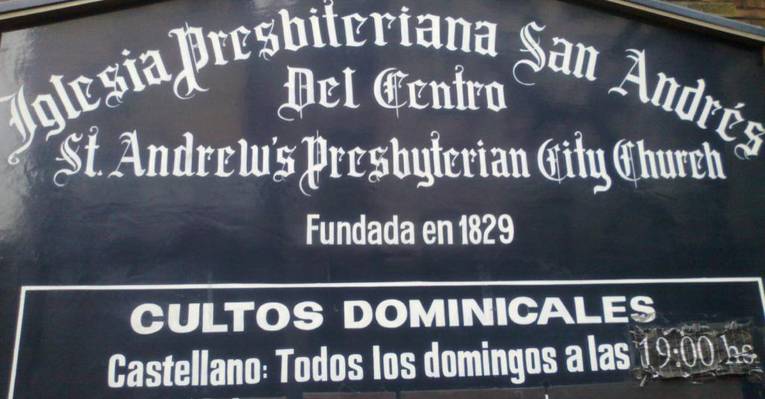 Iglesia Presbiteriana San Andrés
Del Centro
St. Andrew's Presbyterian City Church
Fundada en 1829
CULTOS DOMINICALES
Castellano: Todos los domingos a las 19:00 hs